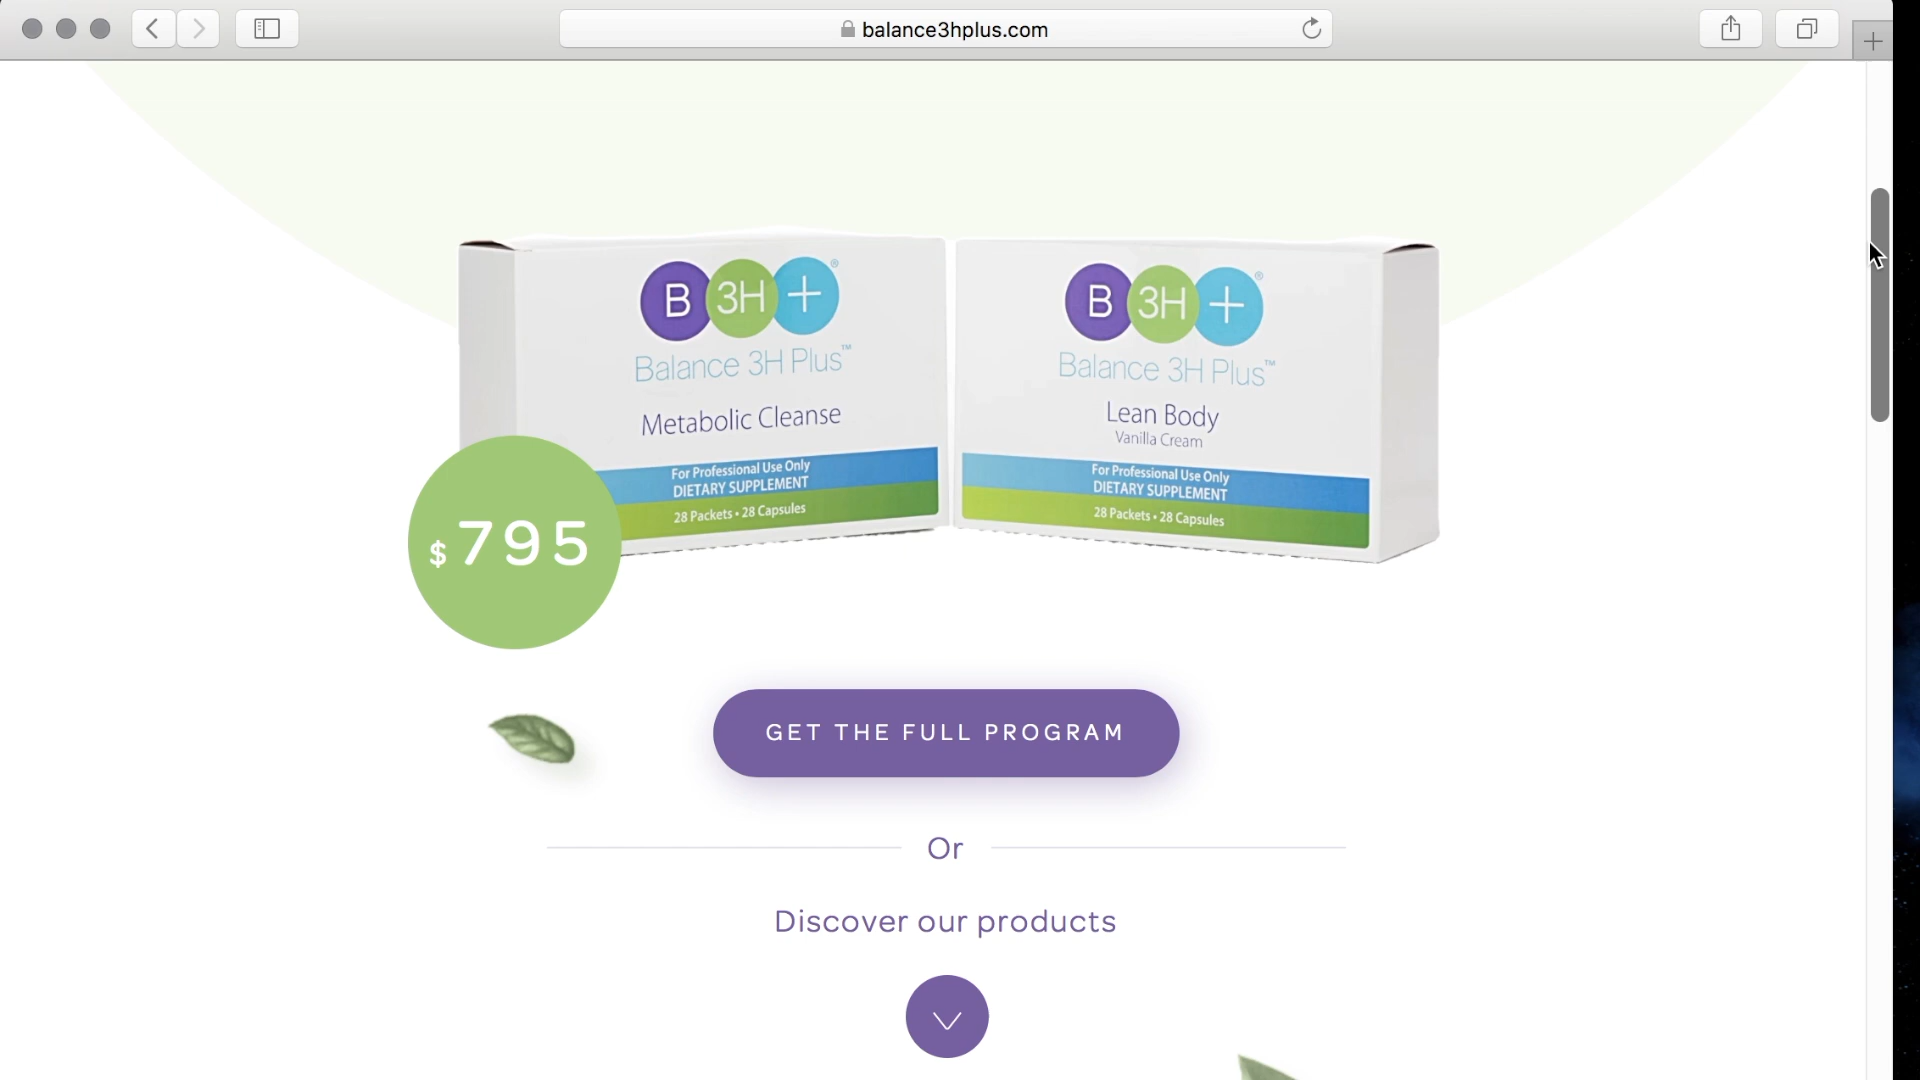 balance3hplus.com
B 3H +®
Balance 3H Plus™
Metabolic Cleanse
For Professional Use Only
DIETARY SUPPLEMENT
28 Packets • 28 Capsules
B 3H +®
Balance 3H Plus™
Lean Body
Vanilla Cream
For Professional Use Only
DIETARY SUPPLEMENT
28 Packets • 28 Capsules
$795
GET THE FULL PROGRAM
Or
Discover our products